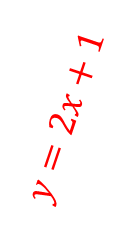 y = 2x + 1